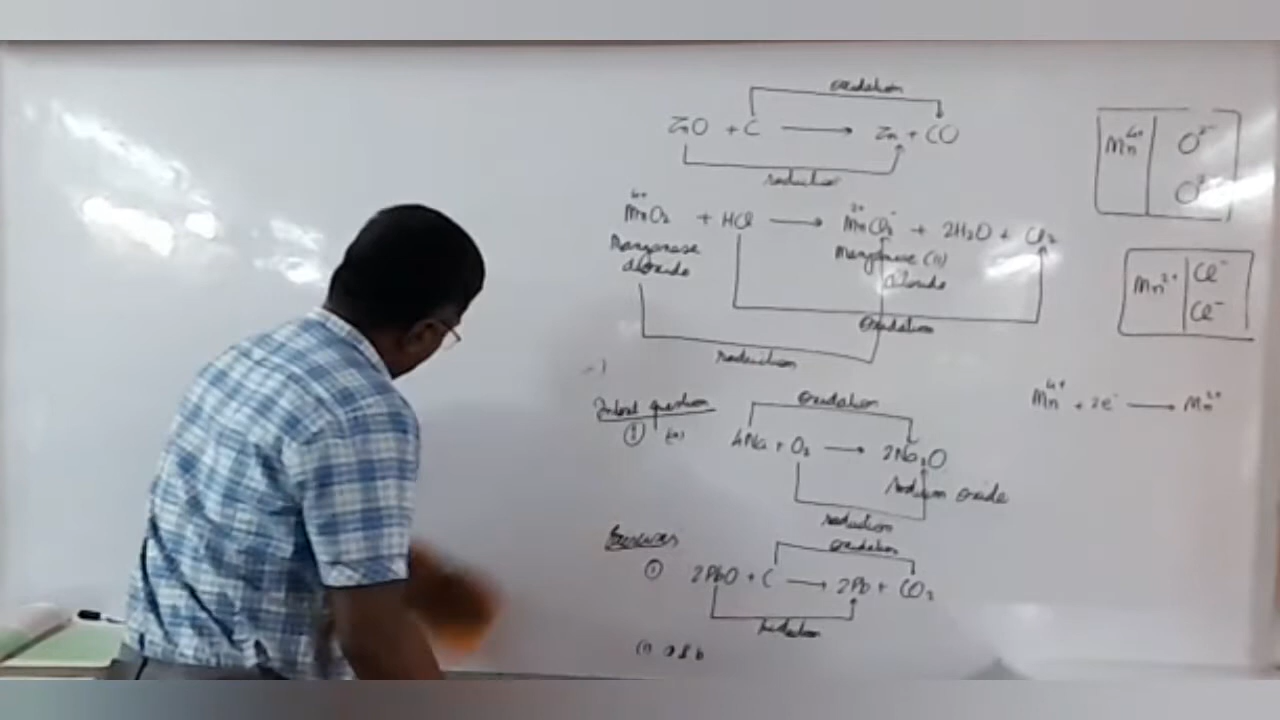 oxidation
ZnO + C ⟶ Zn + CO
reduction
4+ 2+
MnO₂ + HCl ⟶ MnCl₂⁻ + 2H₂O + Cl₂
Manganese
dioxide
Manganese (II)
chloride
oxidation
reduction
Mn⁴⁺ O²⁻
O²⁻
Mn²⁺ Cl⁻
Cl⁻
Mn⁴⁺ + 2e⁻ ⟶ Mn²⁺
Intext question
① (a)
oxidation
4Na + O₂ ⟶ 2Na₂O
sodium oxide
reduction
Exercises
oxidation
① 2PbO + C ⟶ 2Pb + CO₂
reduction
(i) a & b